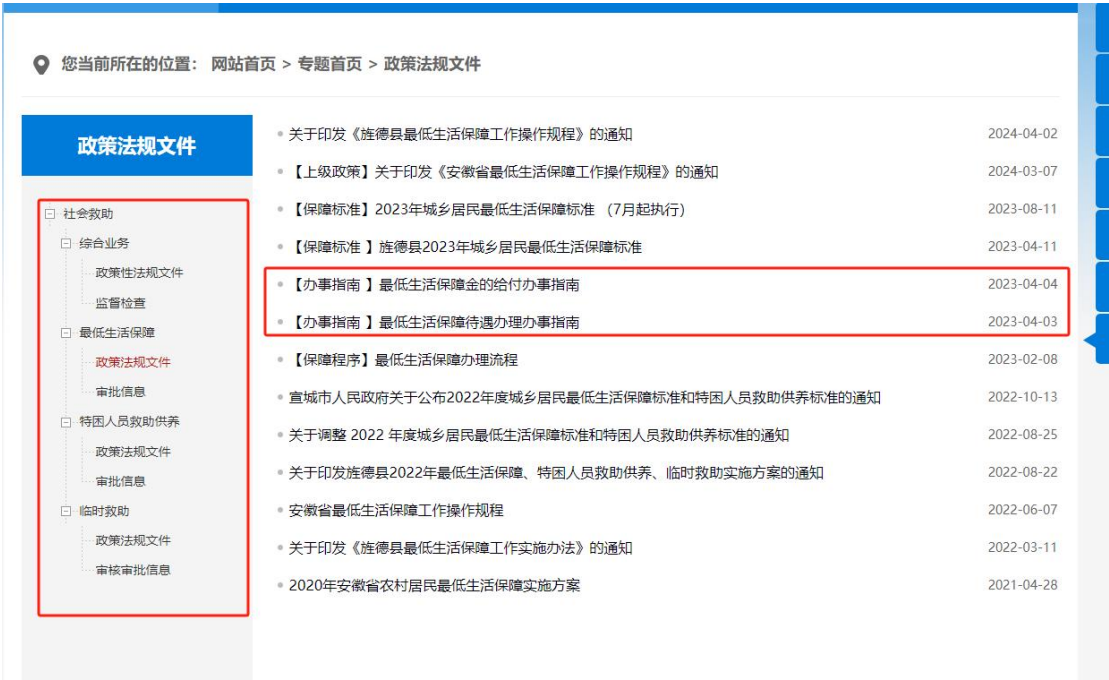 您当前所在的位置： 网站首页 > 专题首页 > 政策法规文件
政策法规文件
社会救助
综合业务
政策性法规文件
监督检查
最低生活保障
政策法规文件
审批信息
特困人员救助供养
政策法规文件
审批信息
临时救助
政策法规文件
审核审批信息
关于印发《旌德县最低生活保障工作操作规程》的通知 2024-04-02
【上级政策】关于印发《安徽省最低生活保障工作操作规程》的通知 2024-03-07
【保障标准】2023年城乡居民最低生活保障标准 （7月起执行） 2023-08-11
【保障标准 】旌德县2023年城乡居民最低生活保障标准 2023-04-11
【办事指南 】最低生活保障金的给付办事指南 2023-04-04
【办事指南 】最低生活保障待遇办理办事指南 2023-04-03
【保障程序】最低生活保障办理流程 2023-02-08
宣城市人民政府关于公布2022年度城乡居民最低生活保障标准和特困人员救助供养标准的通知 2022-10-13
关于调整 2022 年度城乡居民最低生活保障标准和特困人员救助供养标准的通知 2022-08-25
关于印发旌德县2022年最低生活保障、特困人员救助供养、临时救助实施方案的通知 2022-08-22
安徽省最低生活保障工作操作规程 2022-06-07
关于印发《旌德县最低生活保障工作实施办法》的通知 2022-03-11
2020年安徽省农村居民最低生活保障实施方案 2021-04-28